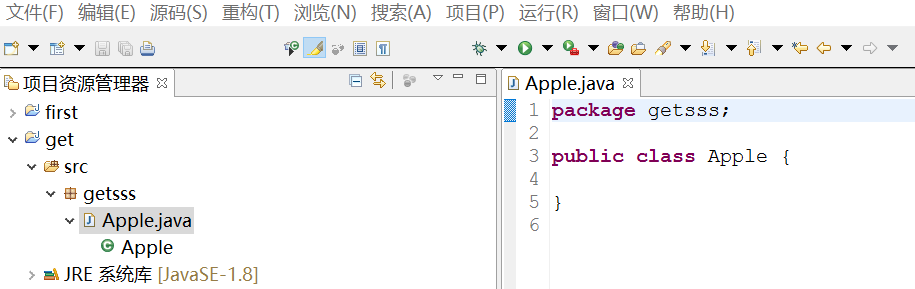 文件(F) 编辑(E) 源码(S) 重构(T) 浏览(N) 搜索(A) 项目(P) 运行(R) 窗口(W) 帮助(H)
项目资源管理器
first
get
src
getsss
Apple.java
Apple
JRE 系统库 [JavaSE-1.8]
Apple.java
1 package getsss;
2
3 public class Apple {
4
5 }
6